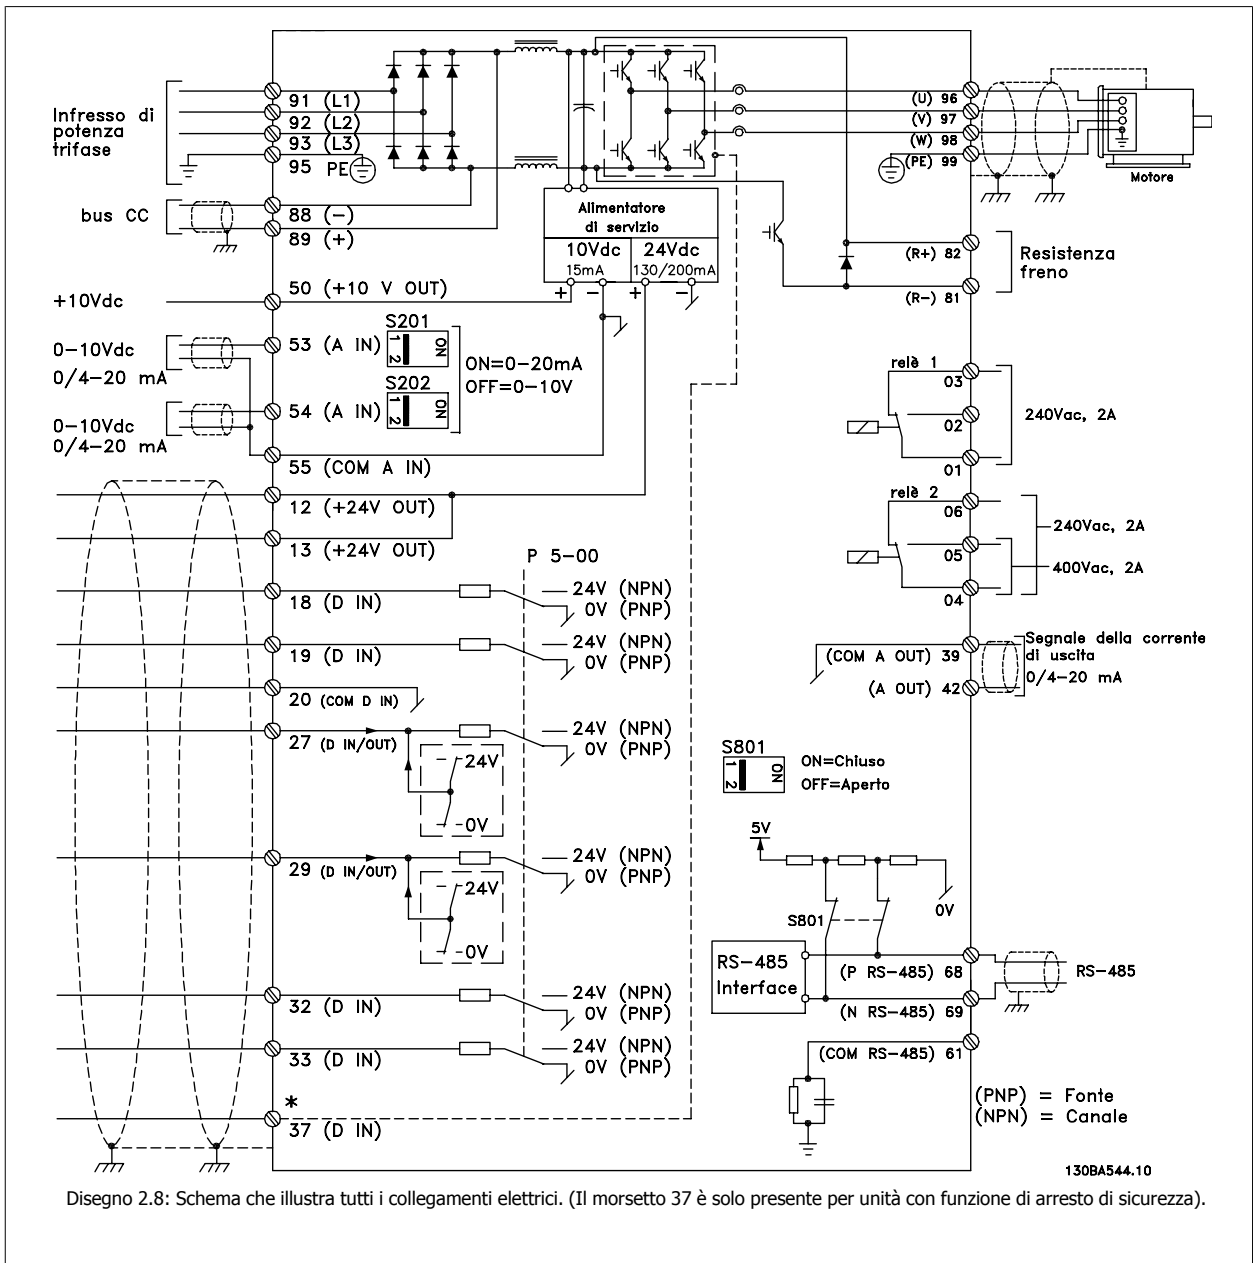 Infresso di
potenza
trifase
91 (L1)
92 (L2)
93 (L3)
95 PE
bus CC
88 (−)
89 (+)
+10Vdc
50 (+10 V OUT)
0−10Vdc
0/4−20 mA
53 (A IN)
S201
1 2
ON
ON=0−20mA
OFF=0−10V
S202
1 2
ON
0−10Vdc
0/4−20 mA
54 (A IN)
55 (COM A IN)
12 (+24V OUT)
13 (+24V OUT)
P 5-00
18 (D IN)
24V (NPN)
0V (PNP)
19 (D IN)
24V (NPN)
0V (PNP)
20 (COM D IN)
27 (D IN/OUT)
24V (NPN)
0V (PNP)
24V
0V
29 (D IN/OUT)
24V (NPN)
0V (PNP)
24V
0V
32 (D IN)
24V (NPN)
0V (PNP)
33 (D IN)
24V (NPN)
0V (PNP)
*
37 (D IN)
Alimentatore
di servizio
10Vdc
15mA
24Vdc
130/200mA
+ − + −
(U) 96
(V) 97
(W) 98
(PE) 99
Motore
(R+) 82
(R−) 81
Resistenza
freno
relè 1
03
02
01
240Vac, 2A
relè 2
06
05
04
240Vac, 2A
400Vac, 2A
(COM A OUT) 39
(A OUT) 42
Segnale della corrente
di uscita
0/4−20 mA
S801
1 2
ON
ON=Chiuso
OFF=Aperto
5V
0V
S801
RS−485
Interface
(P RS−485) 68
(N RS−485) 69
(COM RS−485) 61
RS−485
(PNP) = Fonte
(NPN) = Canale
130BA544.10
Disegno 2.8: Schema che illustra tutti i collegamenti elettrici. (Il morsetto 37 è solo presente per unità con funzione di arresto di sicurezza).